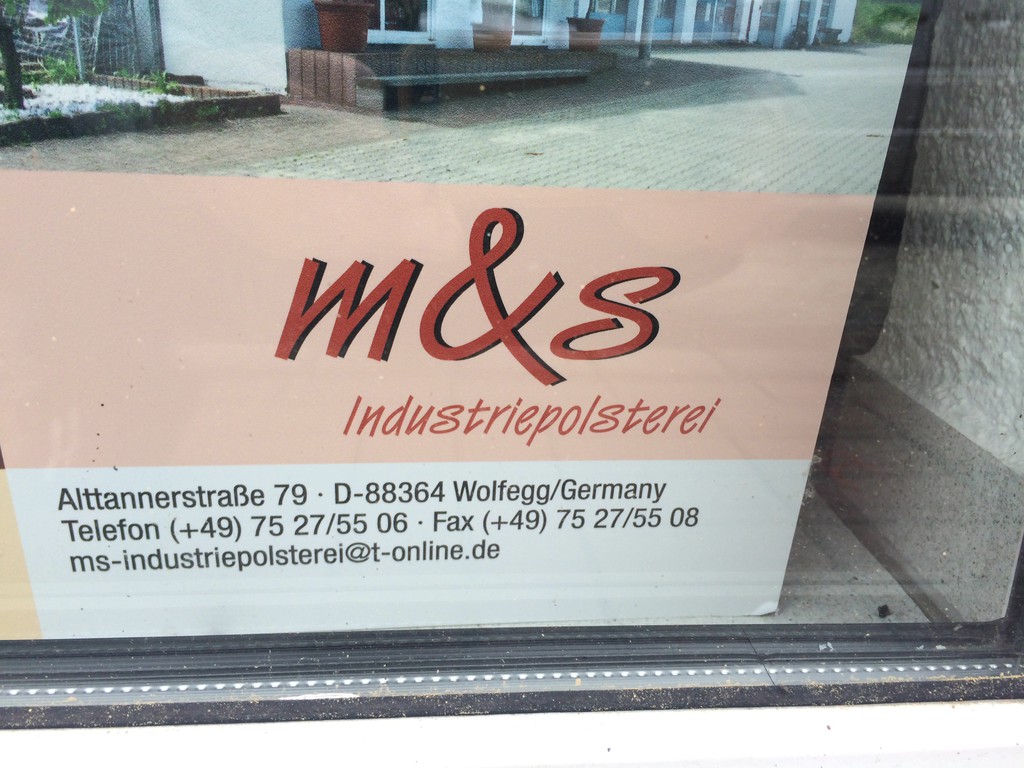 m&s
Industriepolsterei
Alttannerstraße 79 · D-88364 Wolfegg/Germany
Telefon (+49) 75 27/55 06 · Fax (+49) 75 27/55 08
ms-industriepolsterei@t-online.de